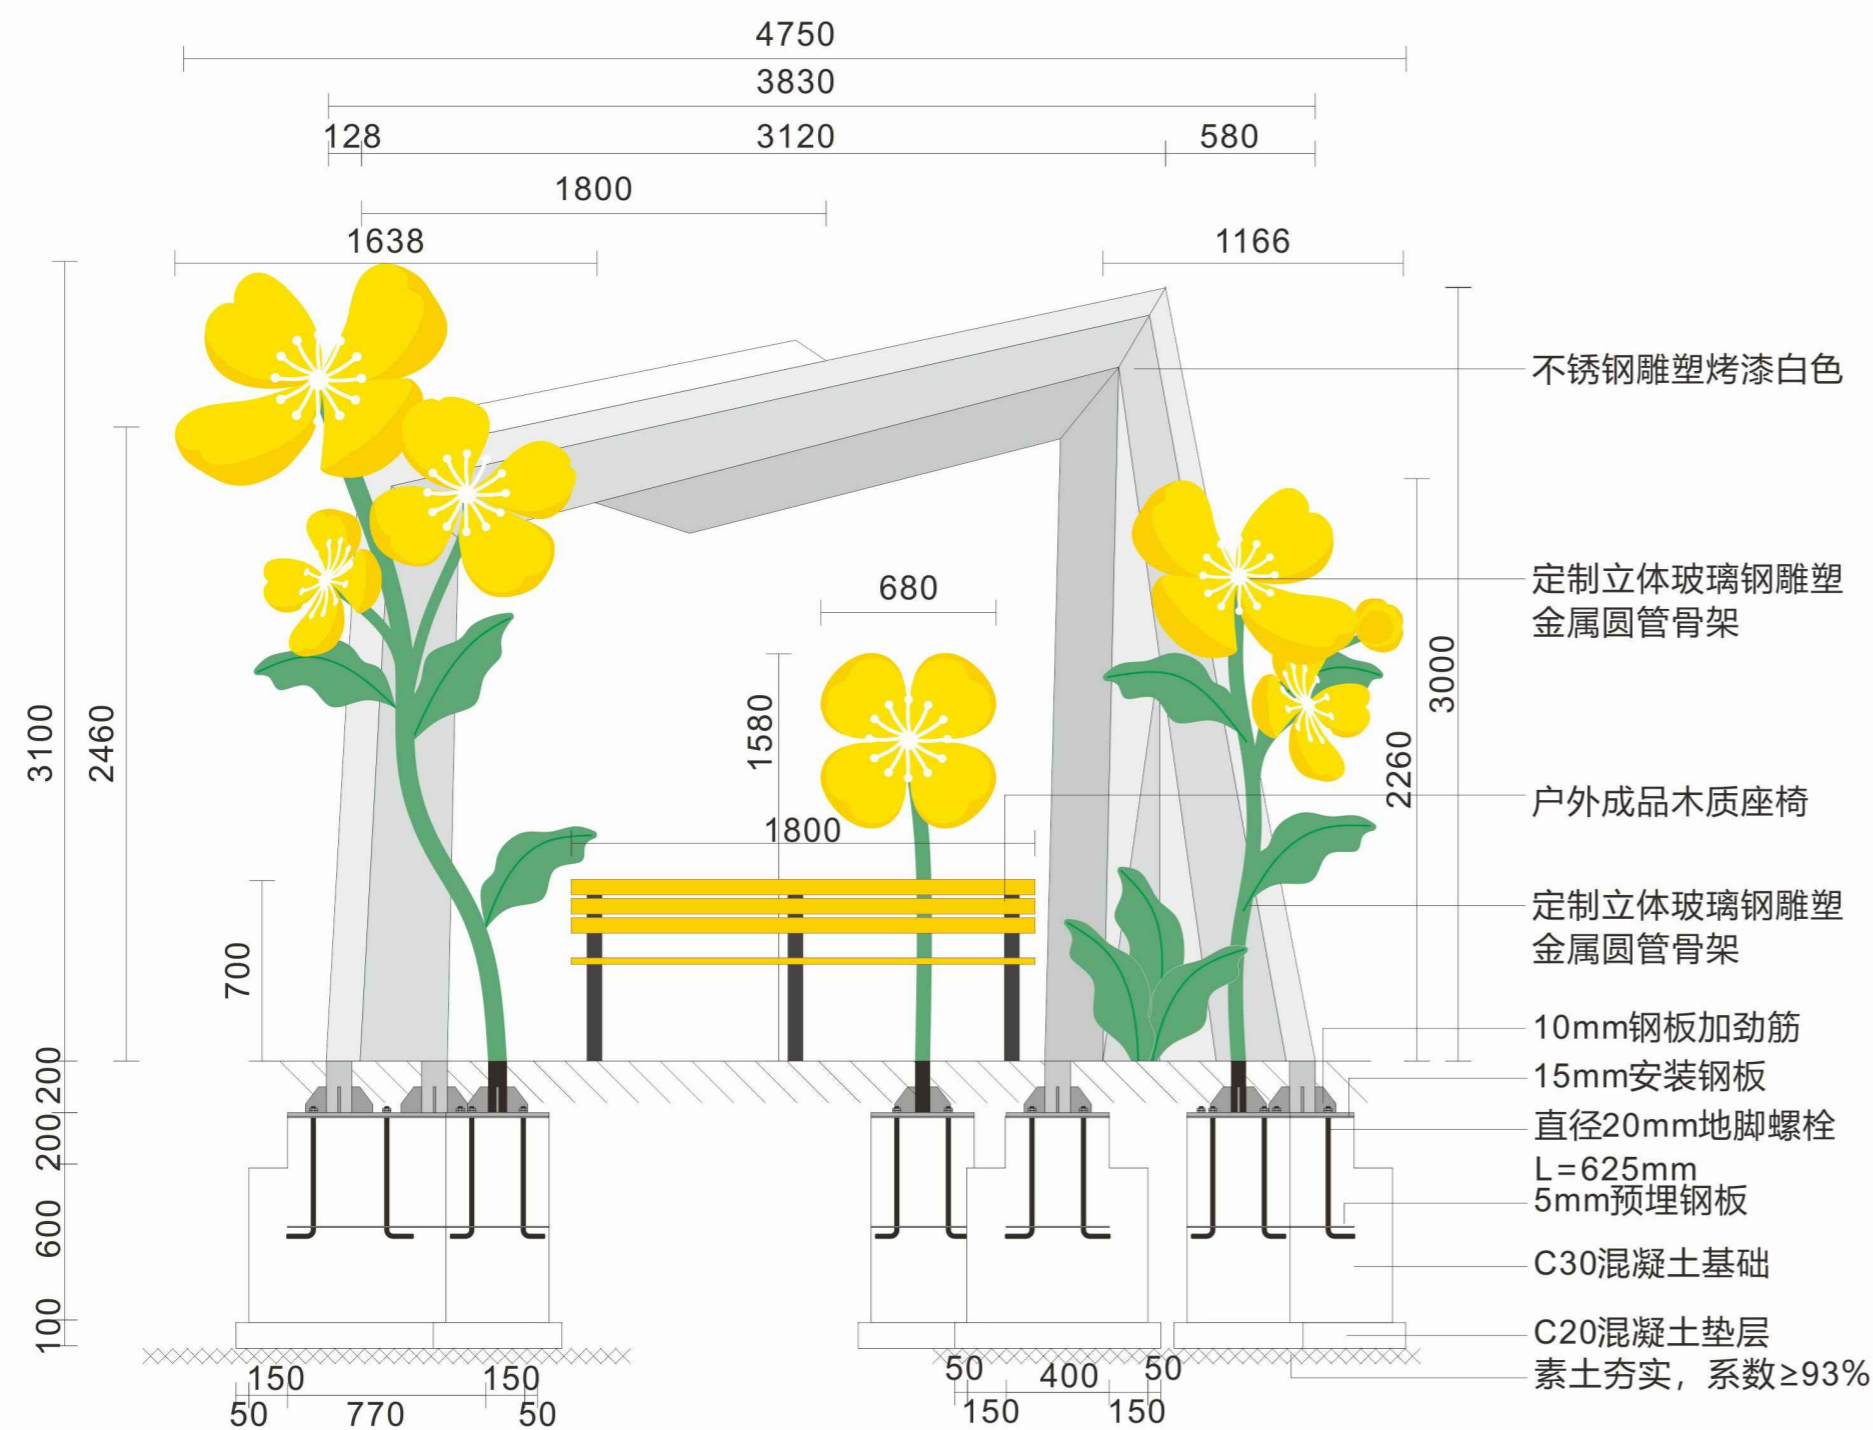 4750
3830
128
3120
580
1800
1638
1166
不锈钢雕塑烤漆白色
680
定制立体玻璃钢雕塑
金属圆管骨架
3000
3100
2460
1580
2260
户外成品木质座椅
1800
定制立体玻璃钢雕塑
金属圆管骨架
700
10mm钢板加劲筋
200
15mm安装钢板
200
直径20mm地脚螺栓
L=625mm
5mm预埋钢板
600
C30混凝土基础
100
C20混凝土垫层
素土夯实，系数≥93%
150
150
50
400
50
50
770
50
150
150